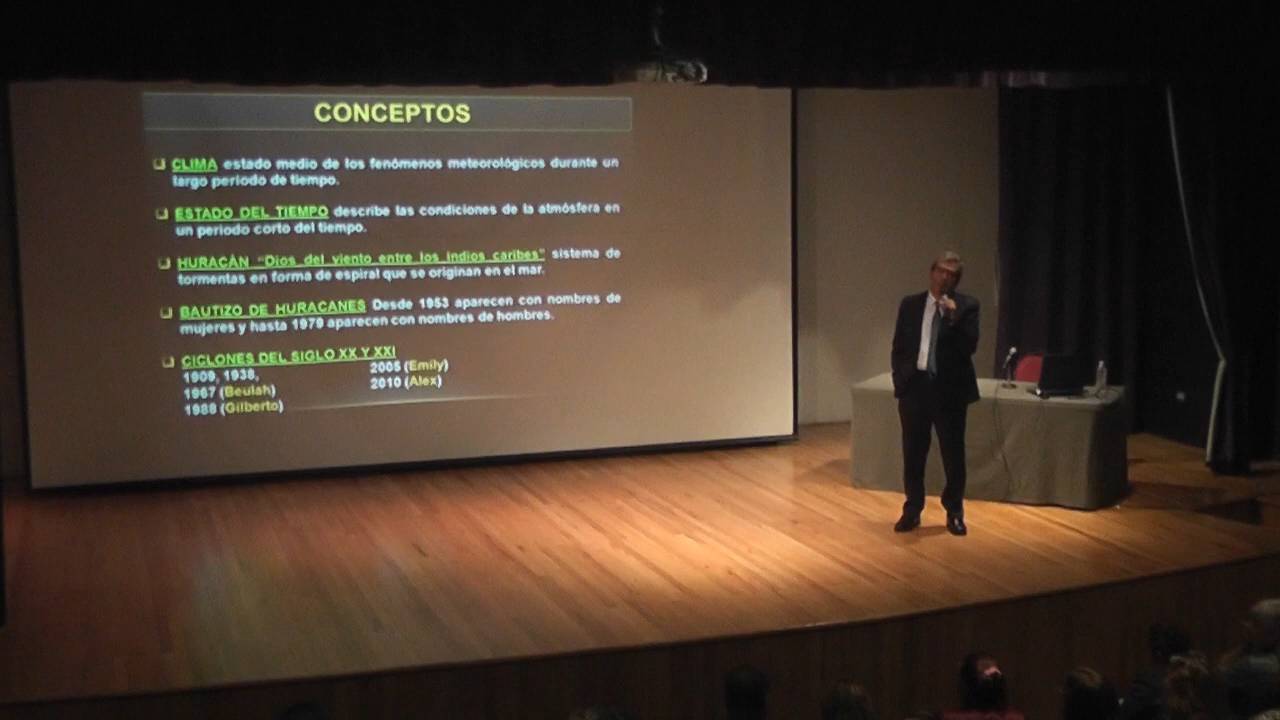 CONCEPTOS
CLIMA estado medio de los fenómenos meteorológicos durante un
largo periodo de tiempo.
ESTADO DEL TIEMPO describe las condiciones de la atmósfera en
un periodo corto del tiempo.
HURACÁN “Dios del viento entre los indios caribes” sistema de
tormentas en forma de espiral que se originan en el mar.
BAUTIZO DE HURACANES Desde 1953 aparecen con nombres de
mujeres y hasta 1979 aparecen con nombres de hombres.
CICLONES DEL SIGLO XX Y XXI
1909, 1938,
1967 (Beulah)
1988 (Gilberto)
2005 (Emily)
2010 (Alex)